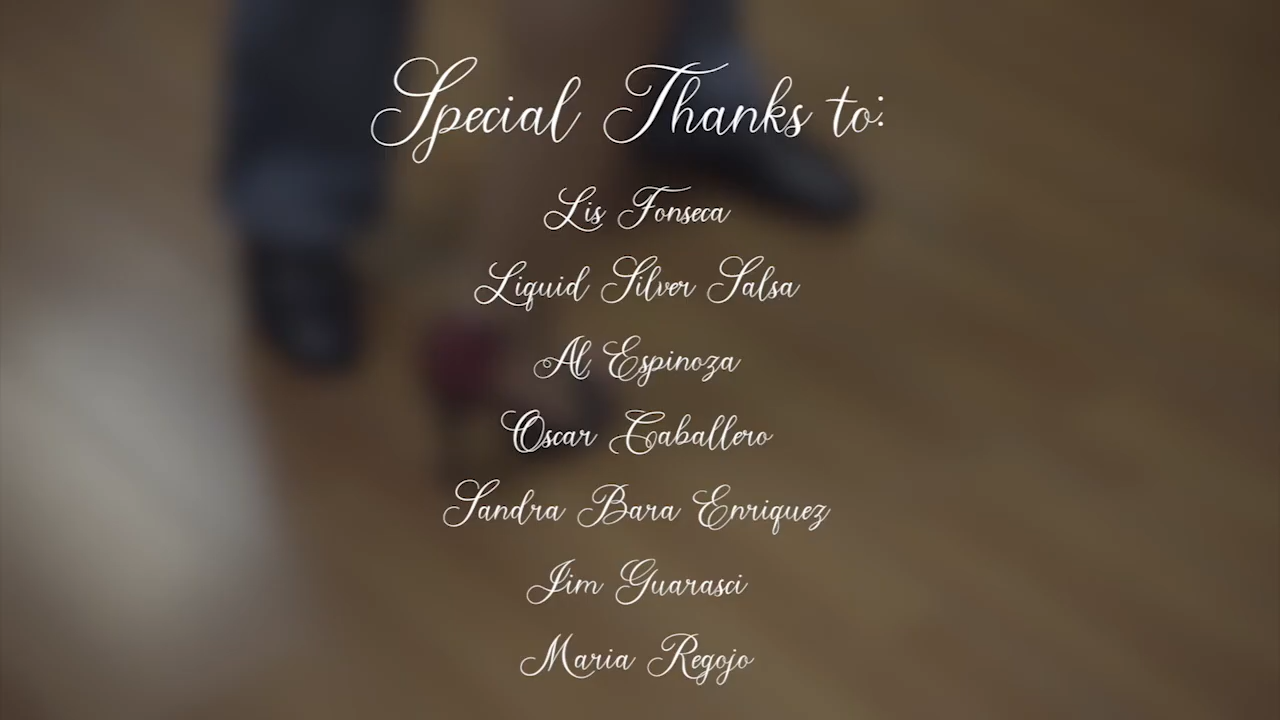 Special Thanks to:
Lis Fonseca
Liquid Silver Salsa
Al Espinoza
Oscar Caballero
Sandra Bara Enriquez
Jim Guarasci
Maria Regojo